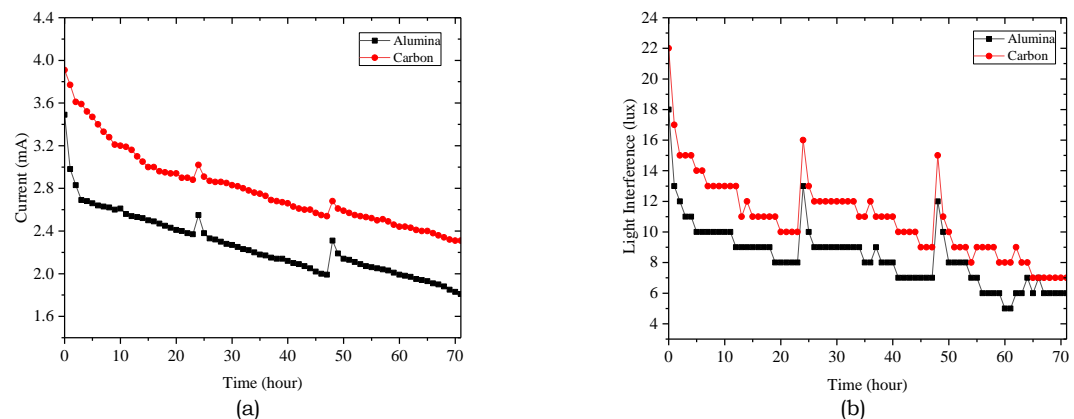 4.4
4.0
3.6
3.2
2.8
2.4
2.0
1.6
Current (mA)
0 10 20 30 40 50 60 70
Time (hour)
Alumina
Carbon
(a)
22
20
18
16
14
12
10
8
6
4
Light Interference (lux)
0 10 20 30 40 50 60 70
Time (hour)
Alumina
Carbon
(b)